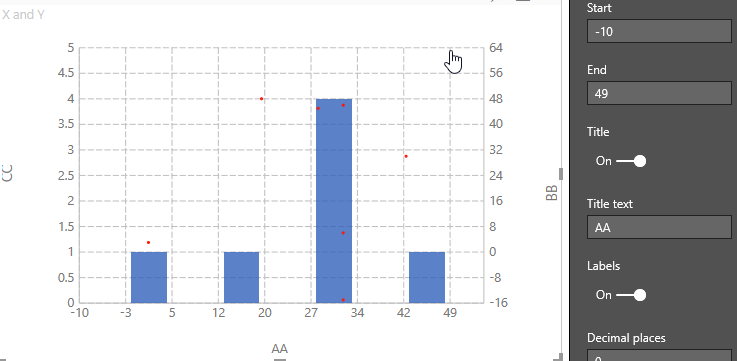 X and Y
5
4.5
4
3.5
3
2.5
2
1.5
1
0.5
0
CC
64
56
48
40
32
24
16
8
0
-8
-16
BB
-10 -3 5 12 20 27 34 42 49
AA
Start
-10
End
49
Title
On
Title text
AA
Labels
On
Decimal places